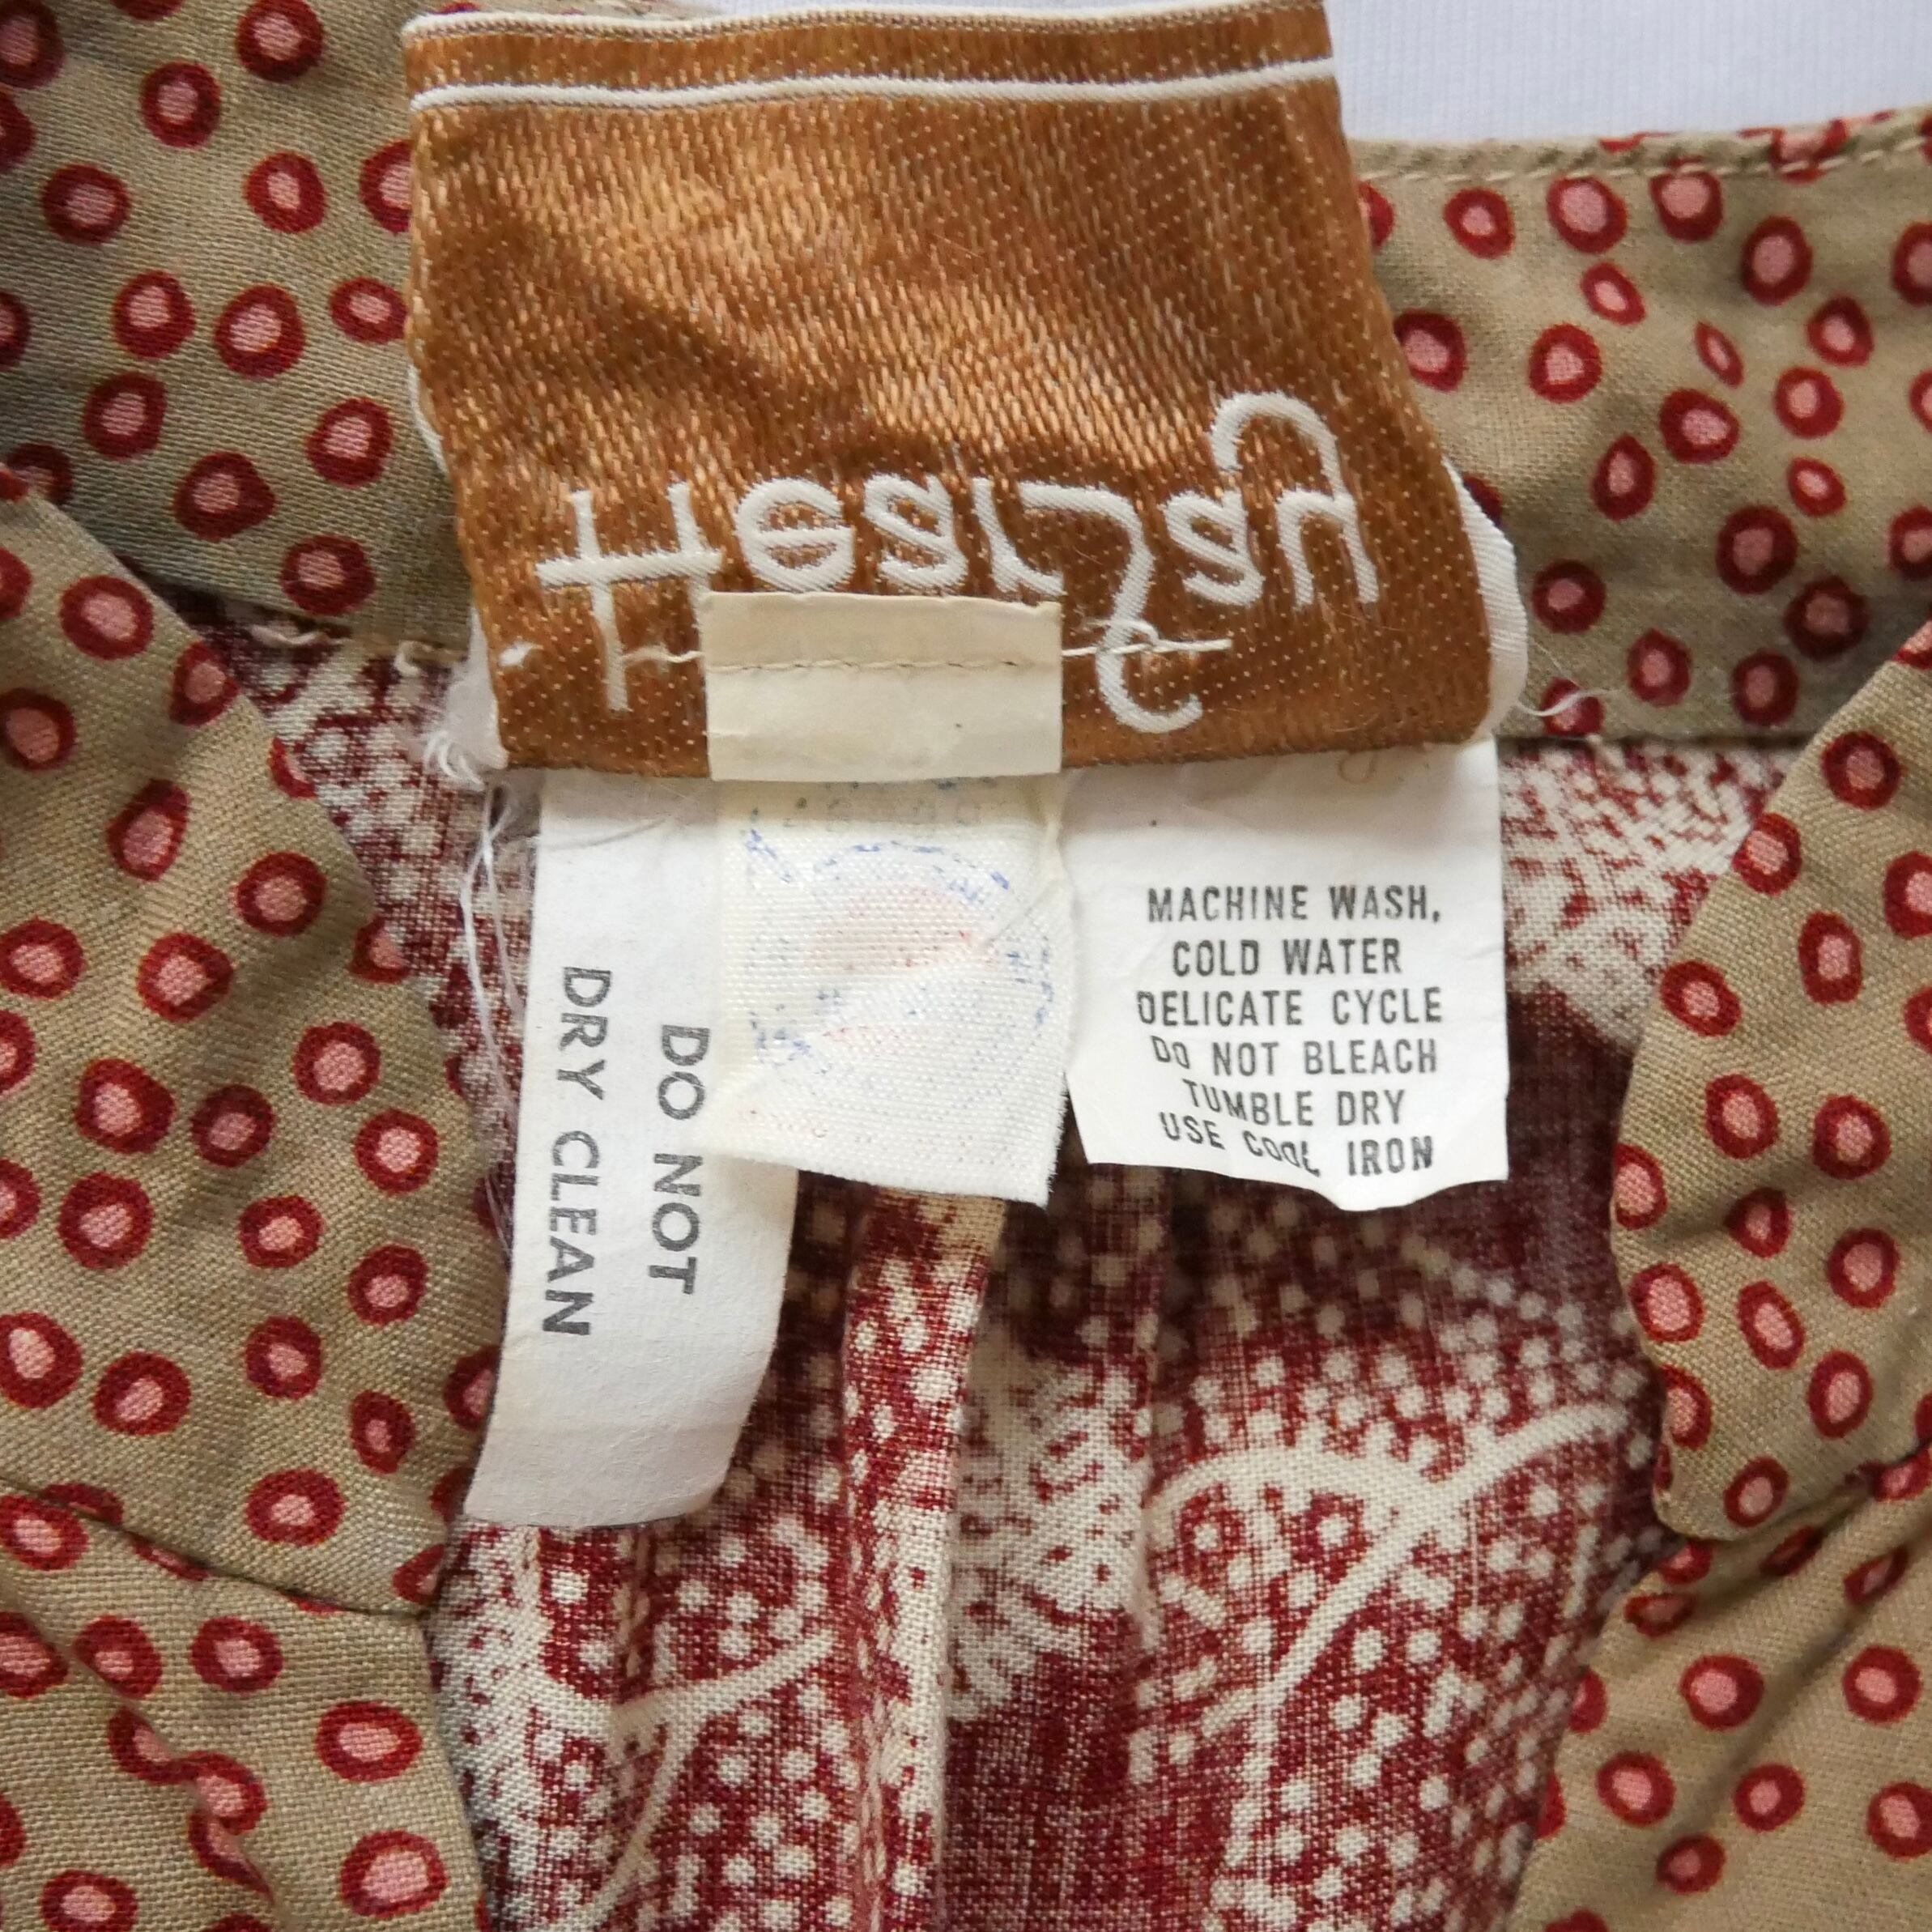 DO NOT
DRY CLEAN
MACHINE WASH,
COLD WATER
DELICATE CYCLE
DO NOT BLEACH
TUMBLE DRY
USE COOL IRON